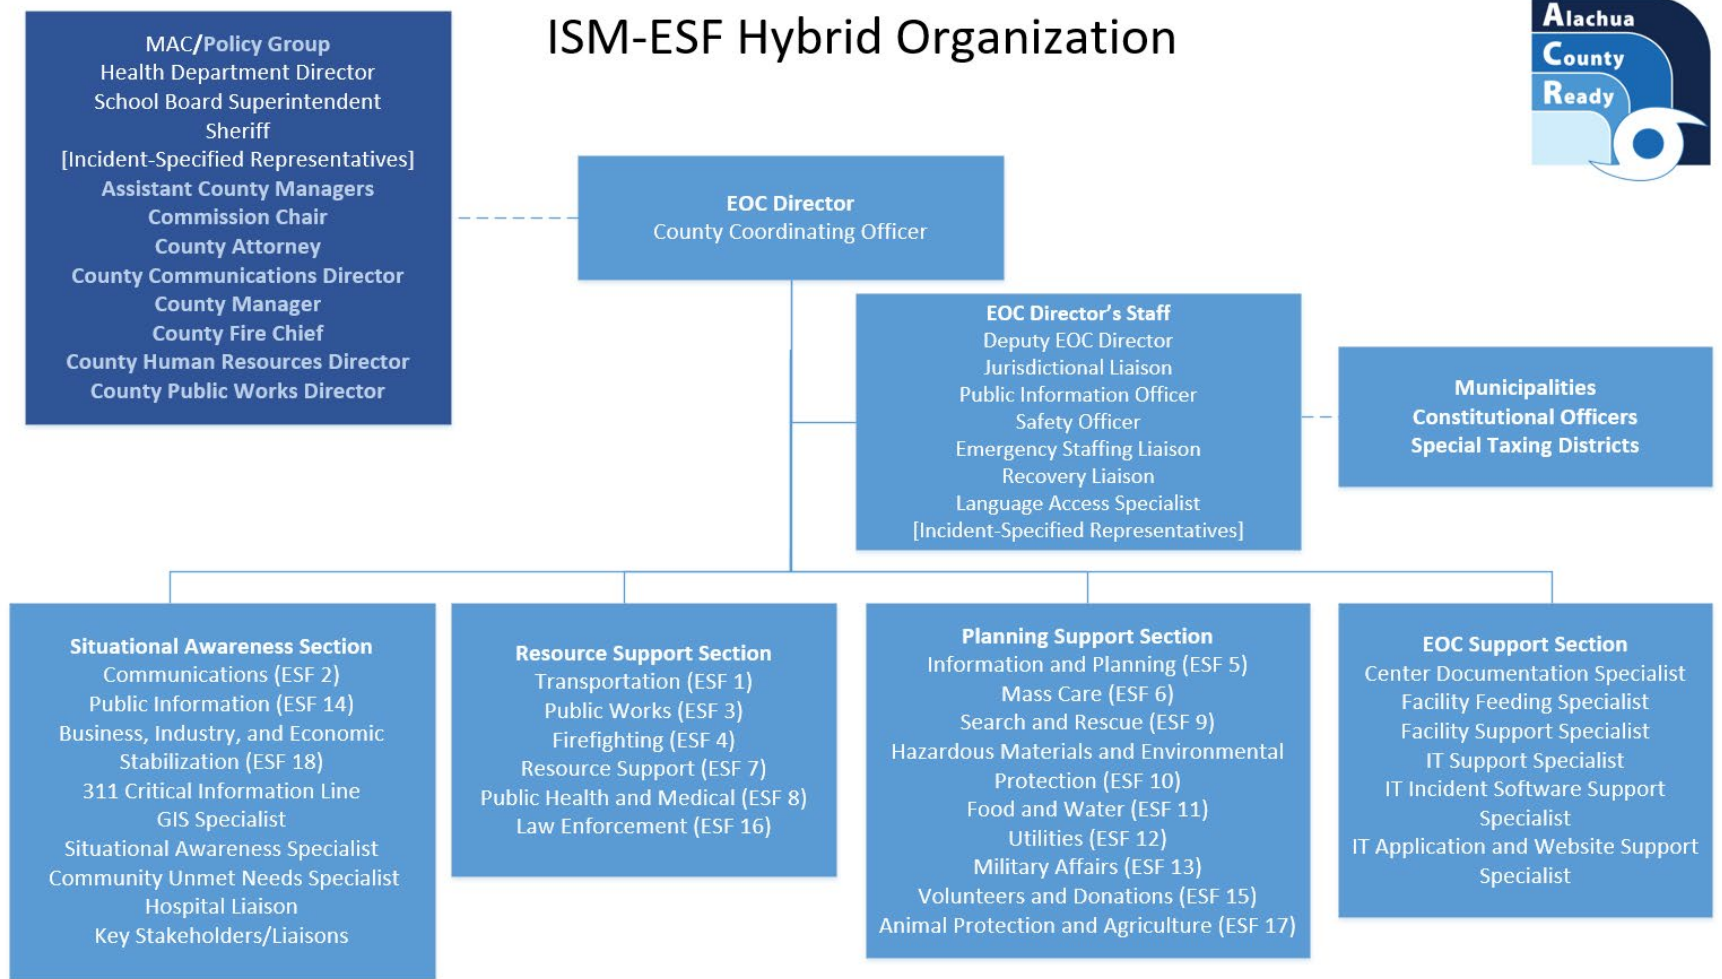 ISM-ESF Hybrid Organization
Alachua
County
Ready
MAC/Policy Group
Health Department Director
School Board Superintendent
Sheriff
[Incident-Specified Representatives]
Assistant County Managers
Commission Chair
County Attorney
County Communications Director
County Manager
County Fire Chief
County Human Resources Director
County Public Works Director
EOC Director
County Coordinating Officer
EOC Director’s Staff
Deputy EOC Director
Jurisdictional Liaison
Public Information Officer
Safety Officer
Emergency Staffing Liaison
Recovery Liaison
Language Access Specialist
[Incident-Specified Representatives]
Municipalities
Constitutional Officers
Special Taxing Districts
Situational Awareness Section
Communications (ESF 2)
Public Information (ESF 14)
Business, Industry, and Economic
Stabilization (ESF 18)
311 Critical Information Line
GIS Specialist
Situational Awareness Specialist
Community Unmet Needs Specialist
Hospital Liaison
Key Stakeholders/Liaisons
Resource Support Section
Transportation (ESF 1)
Public Works (ESF 3)
Firefighting (ESF 4)
Resource Support (ESF 7)
Public Health and Medical (ESF 8)
Law Enforcement (ESF 16)
Planning Support Section
Information and Planning (ESF 5)
Mass Care (ESF 6)
Search and Rescue (ESF 9)
Hazardous Materials and Environmental
Protection (ESF 10)
Food and Water (ESF 11)
Utilities (ESF 12)
Military Affairs (ESF 13)
Volunteers and Donations (ESF 15)
Animal Protection and Agriculture (ESF 17)
EOC Support Section
Center Documentation Specialist
Facility Feeding Specialist
Facility Support Specialist
IT Support Specialist
IT Incident Software Support
Specialist
IT Application and Website Support
Specialist